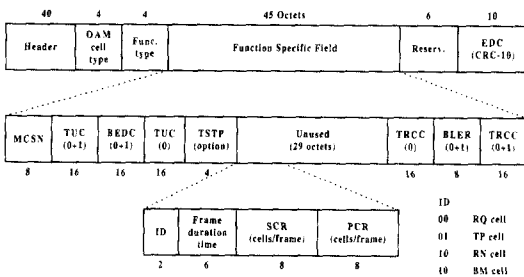 40 4 4 45 Octets 6 10
Header OAM cell type Func. type Function Specific Field Reserv. EDC (CRC-10)
MCSN TUC (0+1) BEDC (0+1) TUC (0) TSTP (option) Unused (29 octets) TRCC (0) BLER (0+1) TRCC (0+1)
8 16 16 16 4 16 8 16
ID Frame duration time SCR (cells/frame) PCR (cells/frame)
2 6 8 8
ID
00 RQ cell
01 TP cell
10 RN cell
10 BM cell